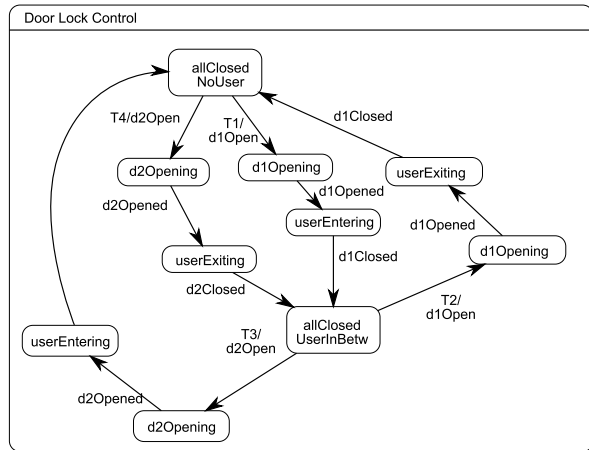 Door Lock Control
allClosed
NoUser
T4/d2Open
T1/
d1Open
d1Closed
d2Opening
d1Opening
userExiting
d2Opened
d1Opened
userEntering
d1Opened
userExiting
d1Closed
d1Opening
d2Closed
T2/
d1Open
allClosed
UserInBetw
T3/
d2Open
userEntering
d2Opened
d2Opening